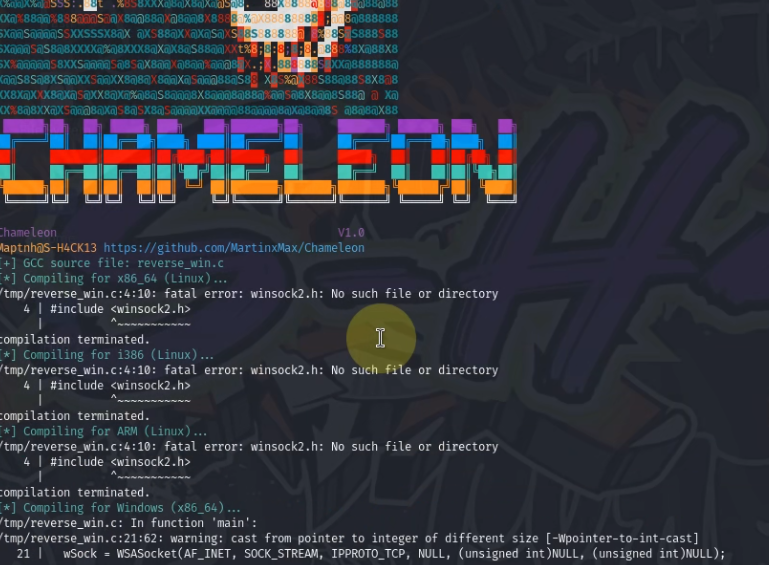 CHAMELEON
Chameleon V1.0
Maptnh@S-H4CK13 https://github.com/MartinxMax/Chameleon
[+] GCC source file: reverse_win.c
[*] Compiling for x86_64 (Linux)...
/tmp/reverse_win.c:4:10: fatal error: winsock2.h: No such file or directory
4 | #include <winsock2.h>
| ^~~~~~~~~~~~
compilation terminated.
[*] Compiling for i386 (Linux)...
/tmp/reverse_win.c:4:10: fatal error: winsock2.h: No such file or directory
4 | #include <winsock2.h>
| ^~~~~~~~~~~~
compilation terminated.
[*] Compiling for ARM (Linux)...
/tmp/reverse_win.c:4:10: fatal error: winsock2.h: No such file or directory
4 | #include <winsock2.h>
| ^~~~~~~~~~~~
compilation terminated.
[*] Compiling for Windows (x86_64)...
/tmp/reverse_win.c: In function 'main':
/tmp/reverse_win.c:21:62: warning: cast from pointer to integer of different size [-Wpointer-to-int-cast]
21 | wSock = WSASocket(AF_INET, SOCK_STREAM, IPPROTO_TCP, NULL, (unsigned int)NULL, (unsigned int)NULL);